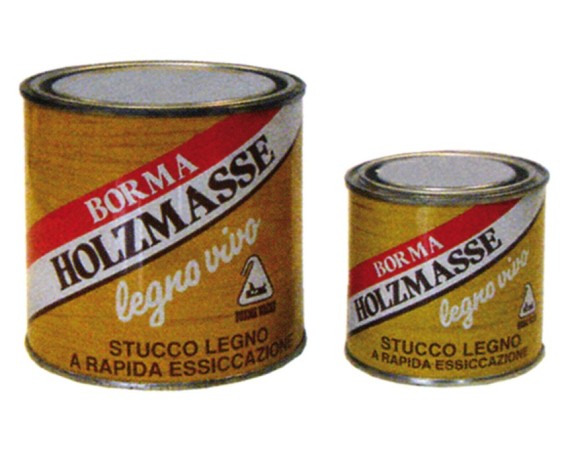 BORMA
HOLZMASSE
legno vivo
STUCCO LEGNO
A RAPIDA ESSICCAZIONE
BORMA
HOLZMASSE
legno vivo
STUCCO LEGNO
A RAPIDA ESSICCAZIONE